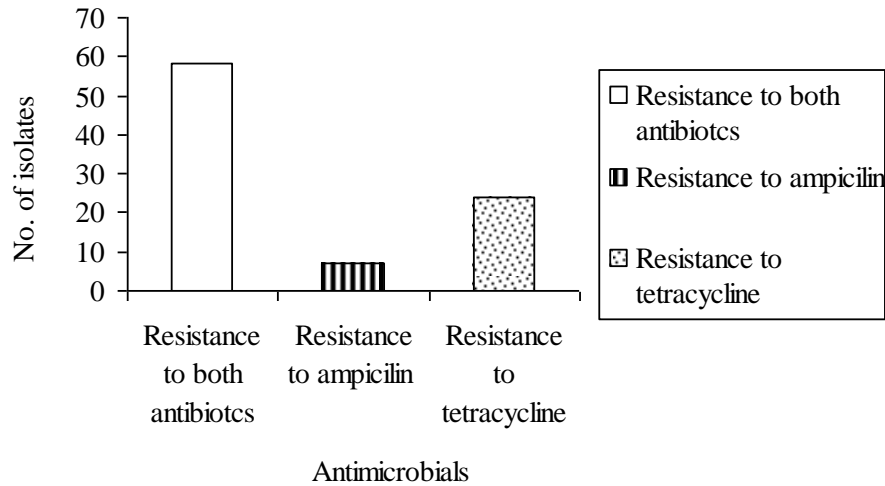 70
60
50
40
30
20
10
0
No. of isolates
Resistance
to both
antibiotcs
Resistance
to ampicilin
Resistance
to
tetracycline
Antimicrobials
Resistance to both
antibiotcs
Resistance to ampicilin
Resistance to
tetracycline